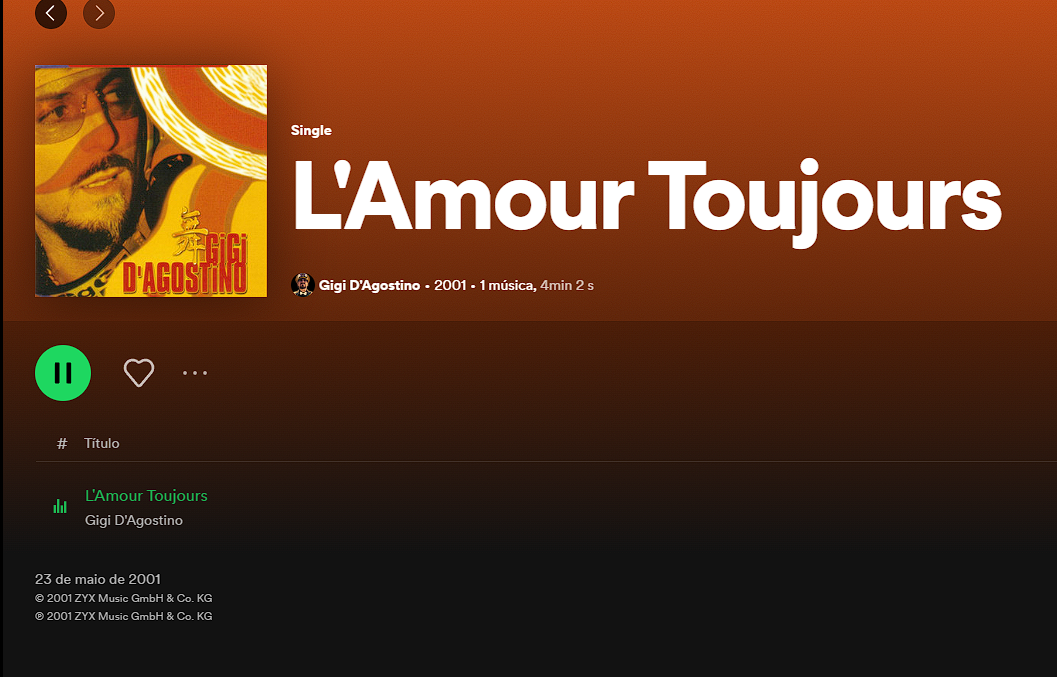 Single
L'Amour Toujours
Gigi D'Agostino • 2001 • 1 música, 4min 2 s
舞
GIGI
D'AGOSTINO
# Título
L'Amour Toujours
Gigi D'Agostino
23 de maio de 2001
© 2001 ZYX Music GmbH & Co. KG
℗ 2001 ZYX Music GmbH & Co. KG